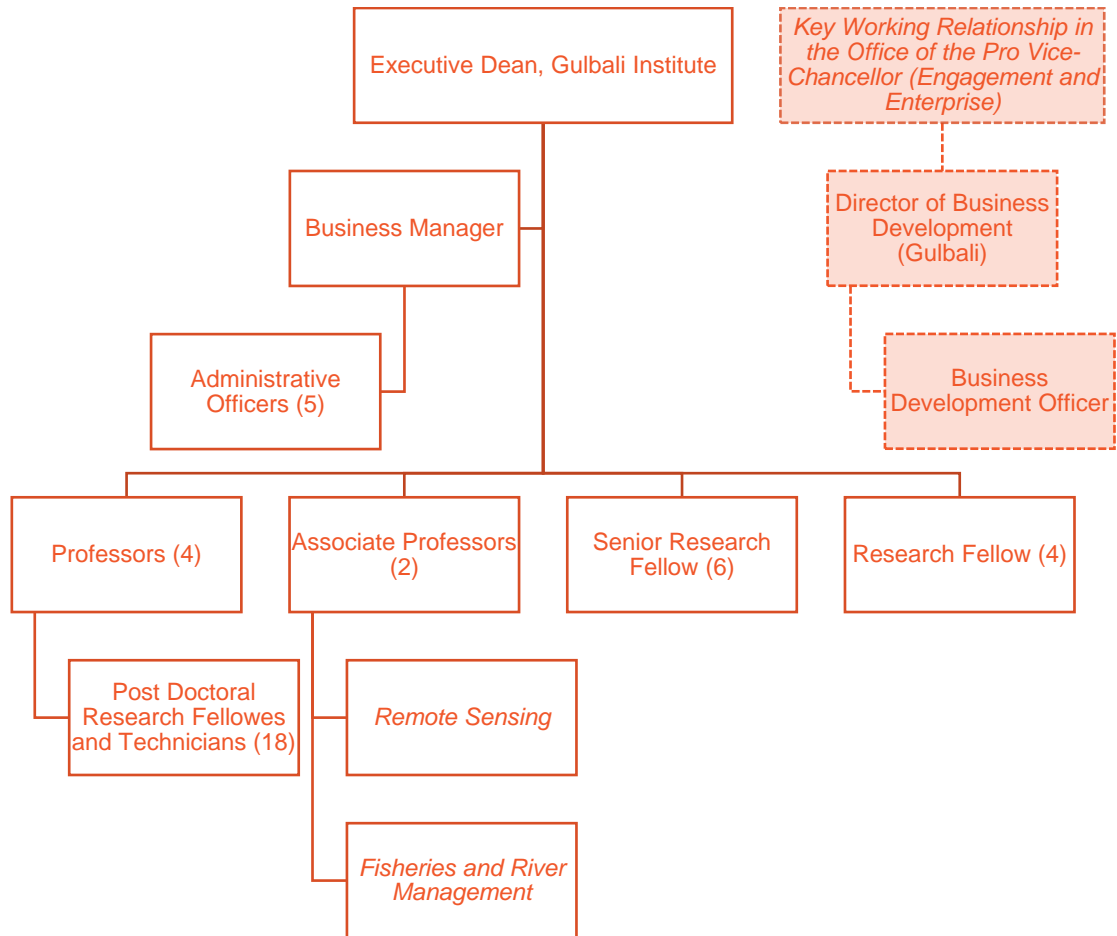 Executive Dean, Gulbali Institute
Key Working Relationship in
the Office of the Pro Vice-
Chancellor (Engagement and
Enterprise)
Business Manager
Director of Business
Development
(Gulbali)
Administrative
Officers (5)
Business
Development Officer
Professors (4)
Associate Professors
(2)
Senior Research
Fellow (6)
Research Fellow (4)
Post Doctoral
Research Fellowes
and Technicians (18)
Remote Sensing
Fisheries and River
Management